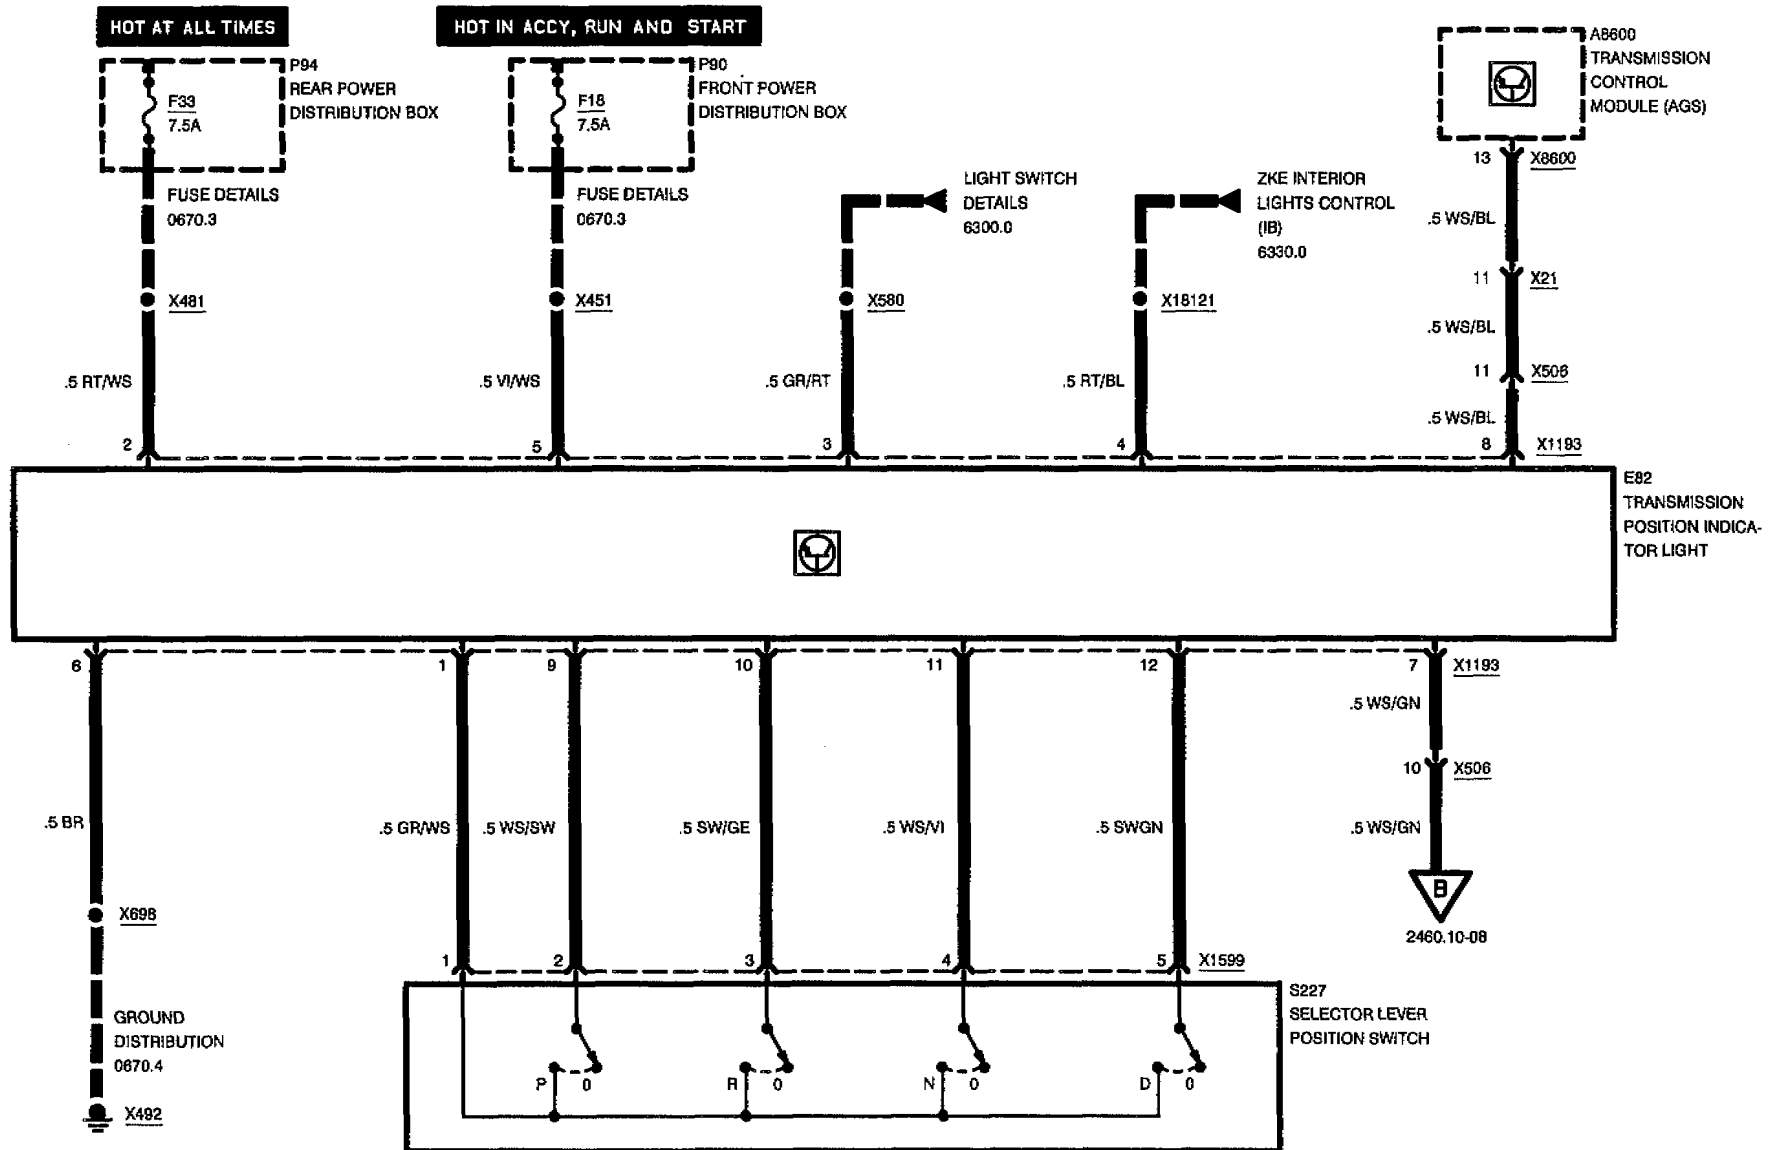 HOT AT ALL TIMES
HOT IN ACCY, RUN AND START
P94
REAR POWER
DISTRIBUTION BOX
F33
7.5A
FUSE DETAILS
0670.3
X481
.5 RT/WS
2
P90
FRONT POWER
DISTRIBUTION BOX
F18
7.5A
FUSE DETAILS
0670.3
X451
.5 VI/WS
5
LIGHT SWITCH
DETAILS
6300.0
X580
.5 GR/RT
3
ZKE INTERIOR
LIGHTS CONTROL
(IB)
6330.0
X18121
.5 RT/BL
4
A8600
TRANSMISSION
CONTROL
MODULE (AGS)
13 X8600
.5 WS/BL
11 X21
.5 WS/BL
11 X506
.5 WS/BL
8 X1193
E82
TRANSMISSION
POSITION INDICA-
TOR LIGHT
6
1
9
10
11
12
7 X1193
.5 WS/GN
10 X506
.5 BR
.5 GR/WS
.5 WS/SW
.5 SW/GE
.5 WS/VI
.5 SWGN
.5 WS/GN
B
2460.10-08
X698
GROUND
DISTRIBUTION
0670.4
X492
1
2
3
4
5 X1599
S227
SELECTOR LEVER
POSITION SWITCH
P 0
R 0
N 0
D 0